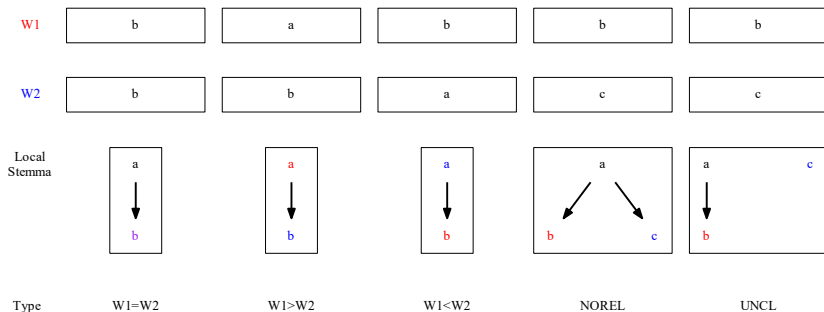 W1 b a b b b
W2 b b a c c
Local
Stemma
a a a a a c
b b b b c b
Type W1=W2 W1>W2 W1<W2 NOREL UNCL